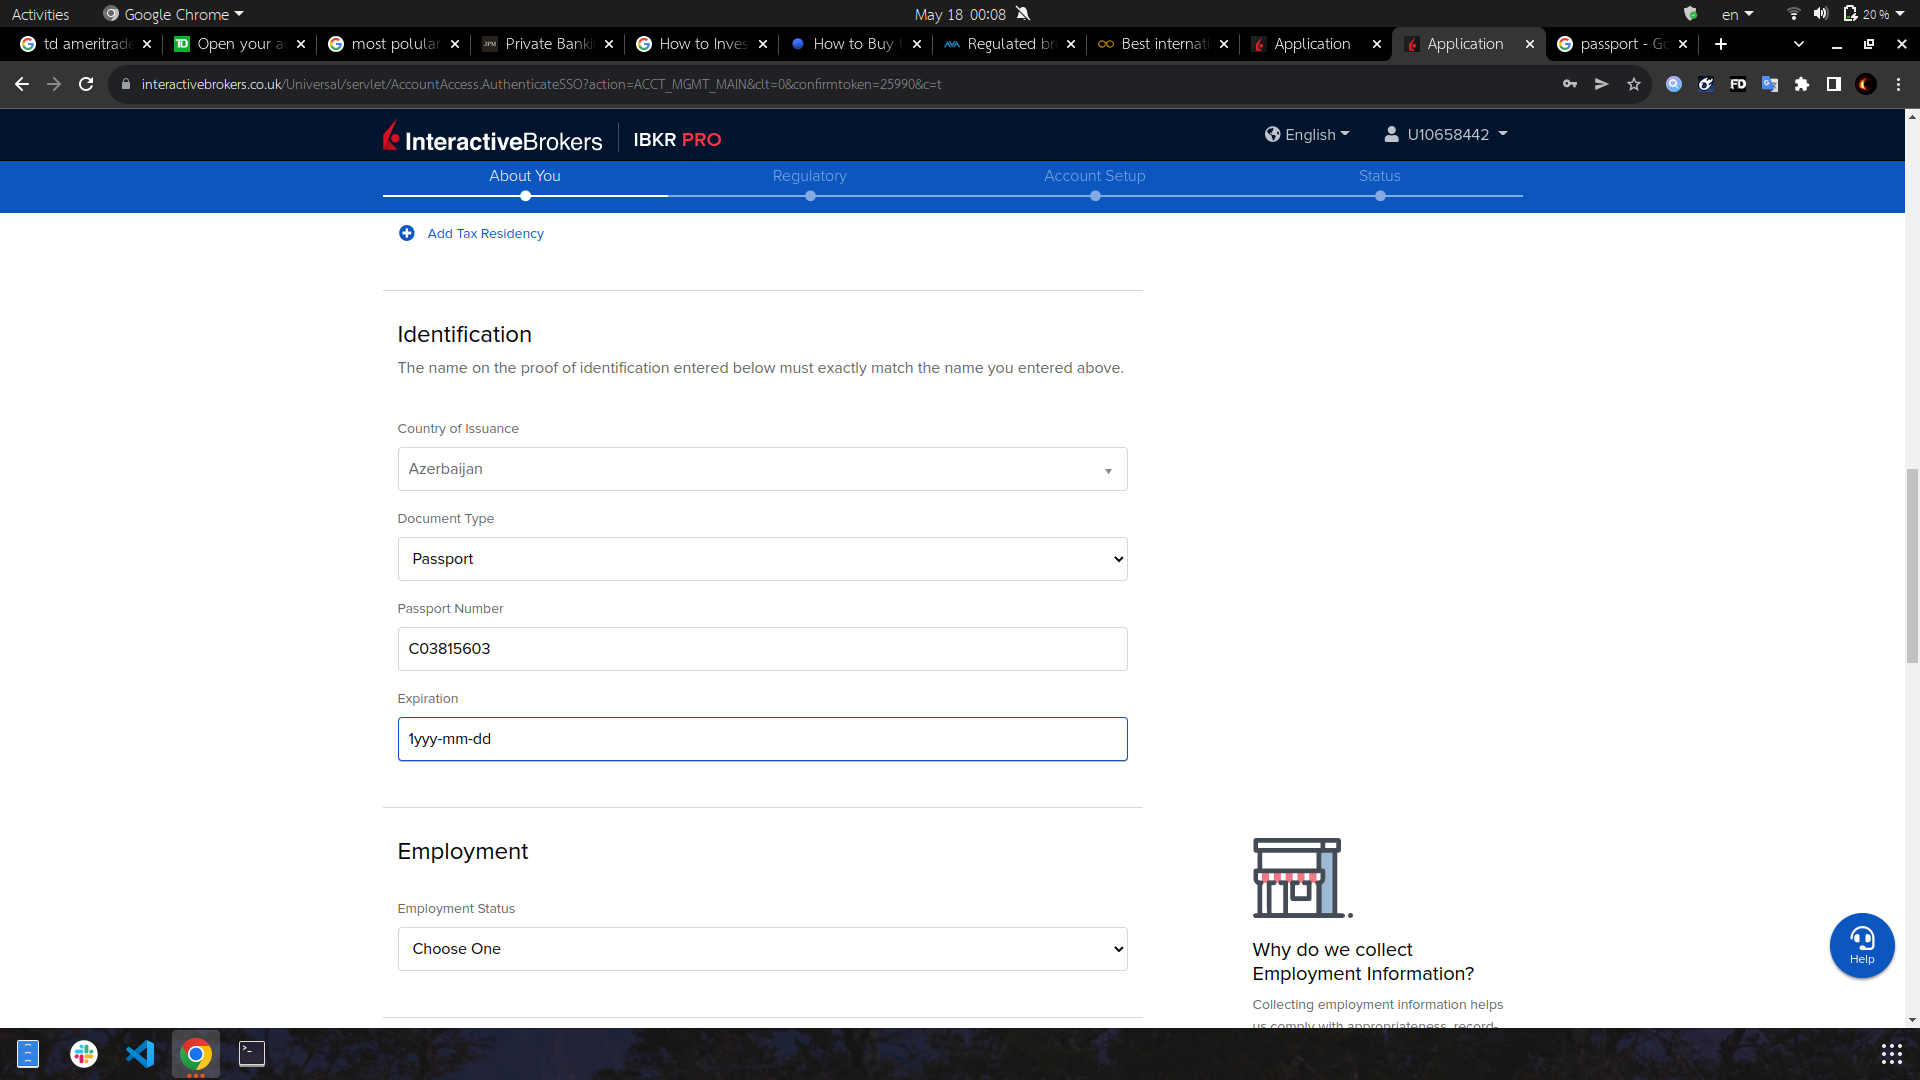 Activities
Google Chrome
May 18 00:08
en
20 %
td ameritrade
Open your a
most polular
JPM
Private Banki
How to Inves
How to Buy U
Regulated br
Best internati
Application
Application
passport - Go
interactivebrokers.co.uk/Universal/servlet/AccountAccess.AuthenticateSSO?action=ACCT_MGMT_MAIN&clt=0&confirmtoken=25990&c=t
FD
InteractiveBrokers
IBKR PRO
English
U10658442
About You
Regulatory
Account Setup
Status
Add Tax Residency
Identification
The name on the proof of identification entered below must exactly match the name you entered above.
Country of Issuance
Azerbaijan
Document Type
Passport
Passport Number
C03815603
Expiration
1yyy-mm-dd
Employment
Employment Status
Choose One
Why do we collect
Employment Information?
Collecting employment information helps
us comply with appropriateness, record-
Help